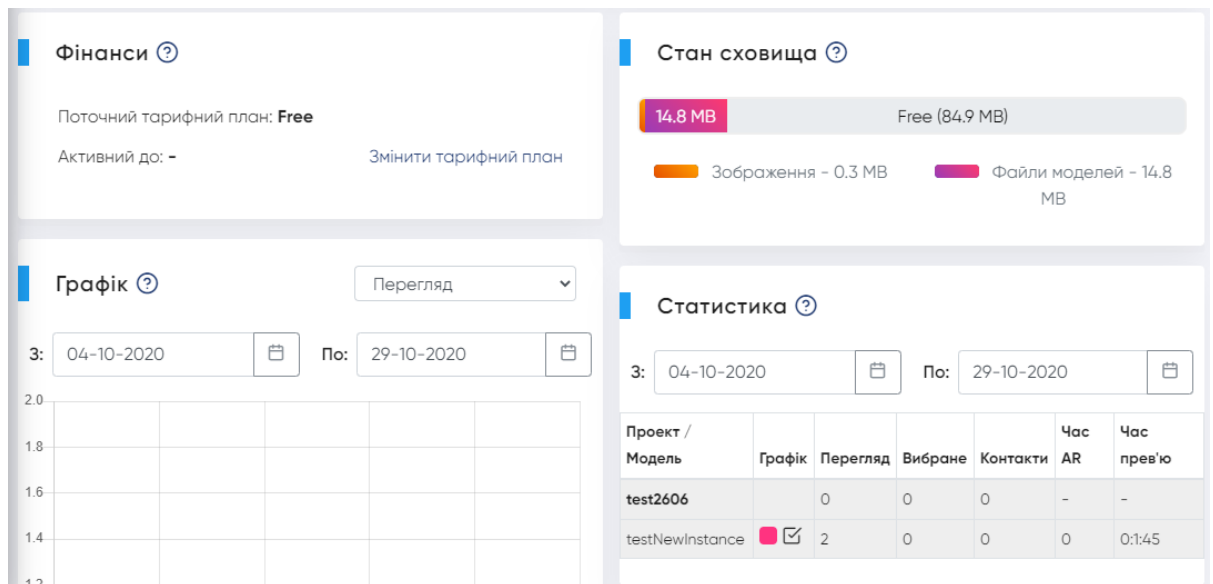 Фінанси ?
Поточний тарифний план: Free
Активний до: -
Змінити тарифний план
Стан сховища ?
14.8 MB
Free (84.9 MB)
Зображення - 0.3 MB
Файли моделей - 14.8
MB
Графік ?
Перегляд
З: 04-10-2020 По: 29-10-2020
2.0
1.8
1.6
1.4
1.2
Статистика ?
З: 04-10-2020 По: 29-10-2020
Проект / Модель Графік Перегляд Вибране Контакти Час AR Час прев'ю
test2606 0 0 0 - -
testNewInstance 2 0 0 0 0:1:45